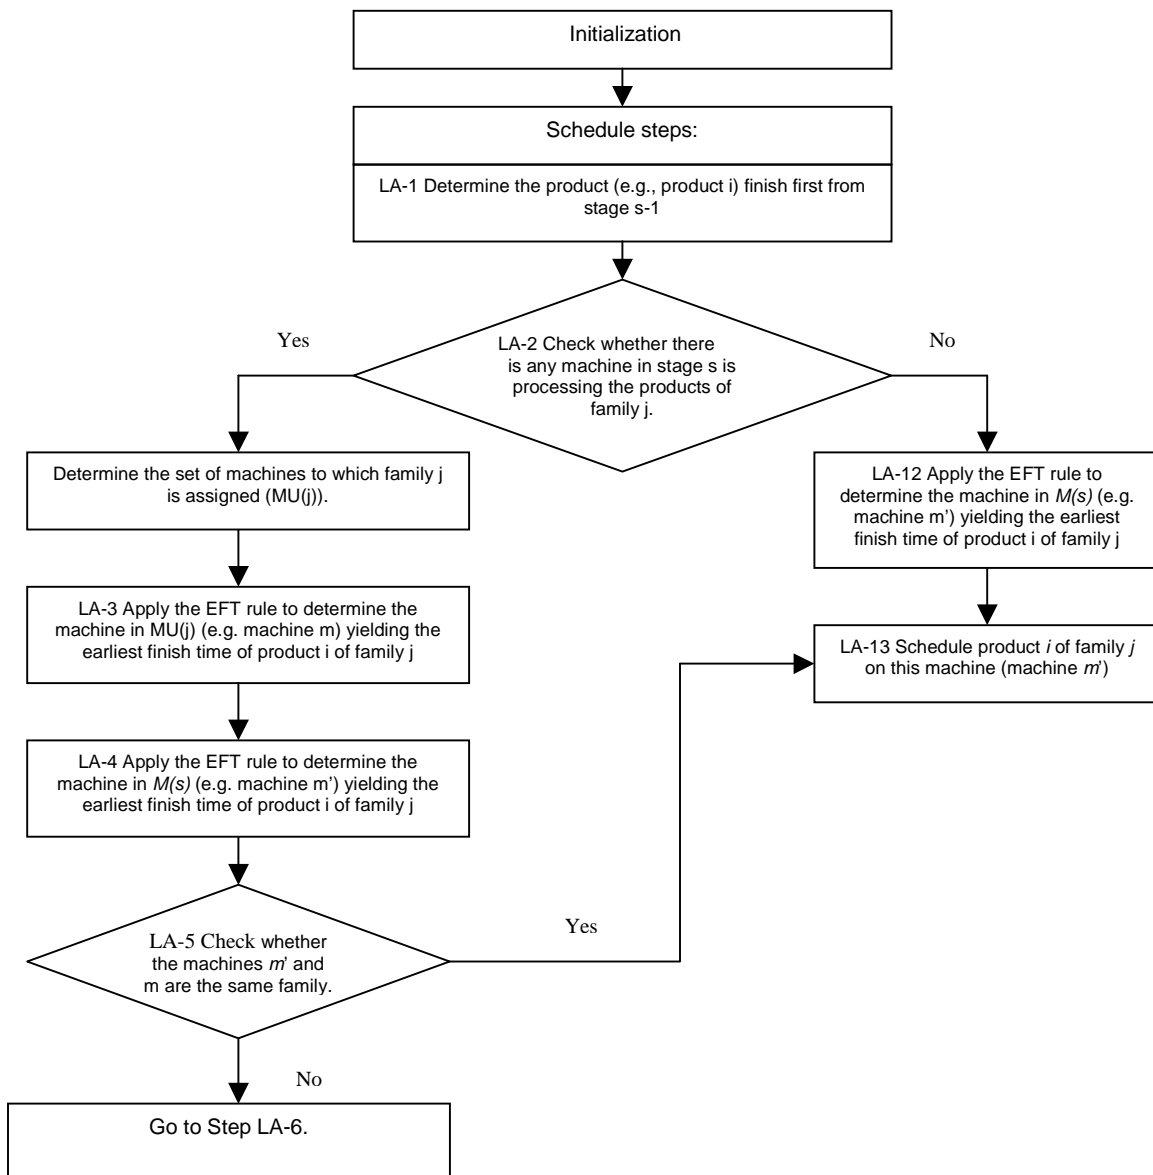 Initialization
Schedule steps:
LA-1 Determine the product (e.g., product i) finish first from
stage s-1
Yes
No
LA-2 Check whether there
is any machine in stage s is
processing the products of
family j.
Determine the set of machines to which family j
is assigned (MU(j)).
LA-12 Apply the EFT rule to
determine the machine in M(s) (e.g.
machine m’) yielding the earliest
finish time of product i of family j
LA-3 Apply the EFT rule to determine the
machine in MU(j) (e.g. machine m) yielding the
earliest finish time of product i of family j
LA-13 Schedule product i of family j
on this machine (machine m’)
LA-4 Apply the EFT rule to determine the
machine in M(s) (e.g. machine m’) yielding the
earliest finish time of product i of family j
Yes
LA-5 Check whether
the machines m’ and
m are the same family.
No
Go to Step LA-6.